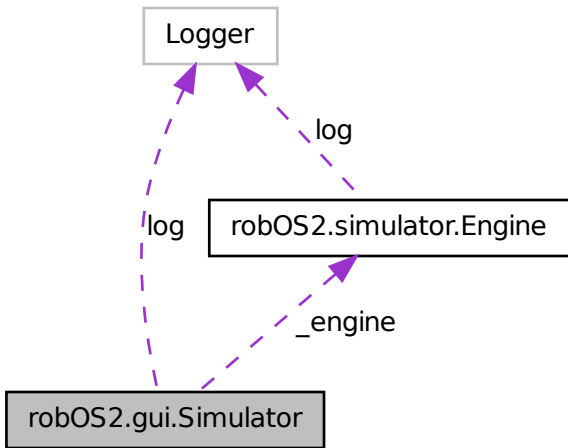 Logger
log
robOS2.simulator.Engine
log
_engine
robOS2.gui.Simulator